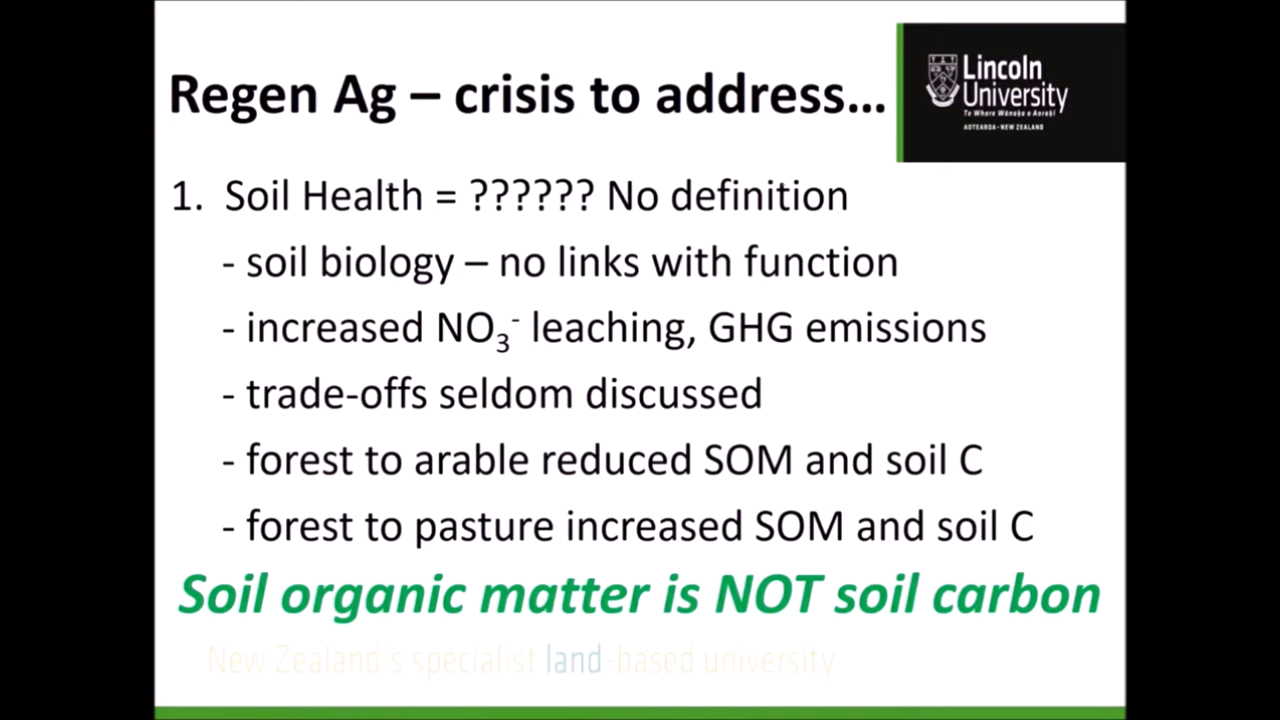 Regen Ag – crisis to address...
Lincoln
University
Te Whare Wānaka o Aoraki
AOTEAROA • NEW ZEALAND
1. Soil Health = ?????? No definition
- soil biology – no links with function
- increased NO₃⁻ leaching, GHG emissions
- trade-offs seldom discussed
- forest to arable reduced SOM and soil C
- forest to pasture increased SOM and soil C
Soil organic matter is NOT soil carbon
New Zealand's specialist land-based university